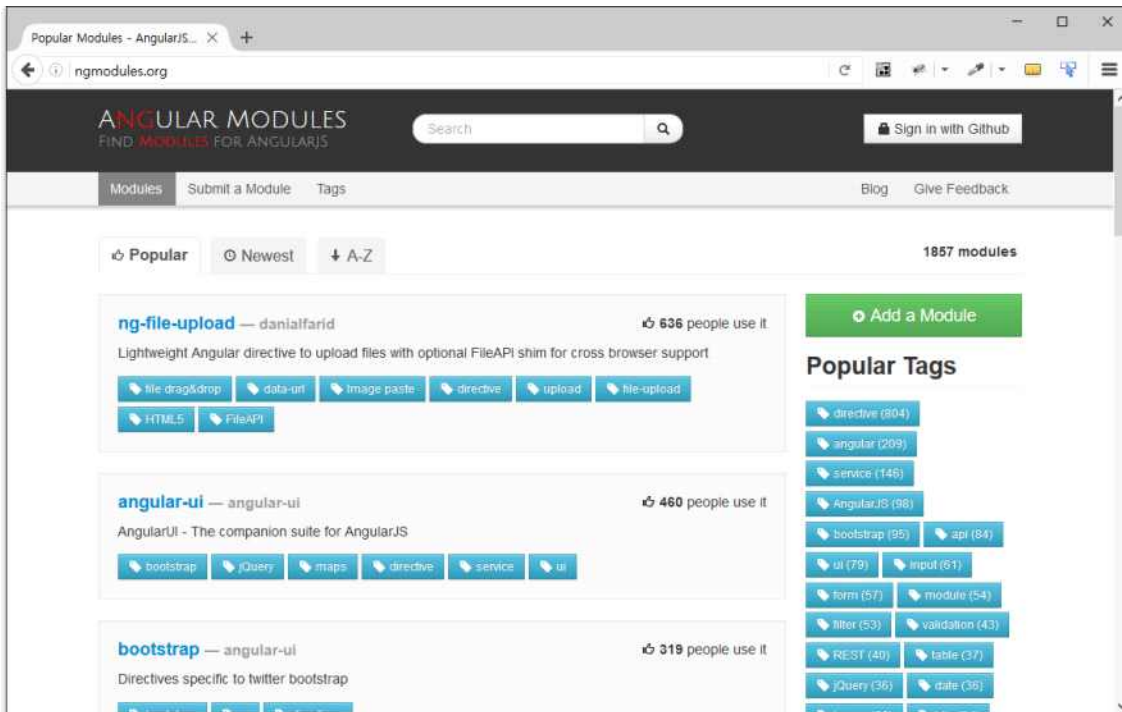 Popular Modules - AngularJS...
ngmodules.org
ANGULAR MODULES
FIND MODULES FOR ANGULARJS
Search
Sign in with Github
Modules Submit a Module Tags Blog Give Feedback
Popular Newest A-Z 1857 modules
ng-file-upload — danialfarid 636 people use it
Lightweight Angular directive to upload files with optional FileAPI shim for cross browser support
file drag&drop data-url Image paste directive upload file-upload
HTML5 FileAPI
angular-ui — angular-ui 460 people use it
AngularUI - The companion suite for AngularJS
bootstrap jQuery maps directive service ui
bootstrap — angular-ui 319 people use it
Directives specific to twitter bootstrap
Add a Module
Popular Tags
directive (804)
angular (209)
service (146)
AngularJS (98)
bootstrap (95) api (84)
ui (79) input (61)
form (57) module (54)
filter (53) validation (43)
REST (40) table (37)
jQuery (36) date (36)